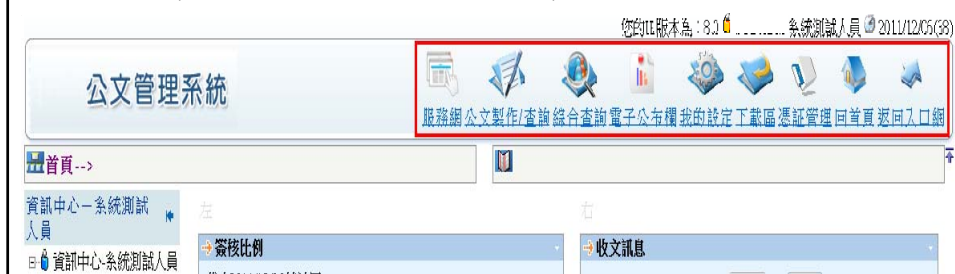 您的IE版本為：8.0 系統測試人員 2011/12/05(38)
公文管理系統
服務網 公文製作/查詢 綜合查詢 電子公布欄 我的設定 下載區 憑証管理 回首頁 返回入口網
首頁-->
資訊中心－系統測試人員
左
右
資訊中心-系統測試人員
簽核比例
收文訊息